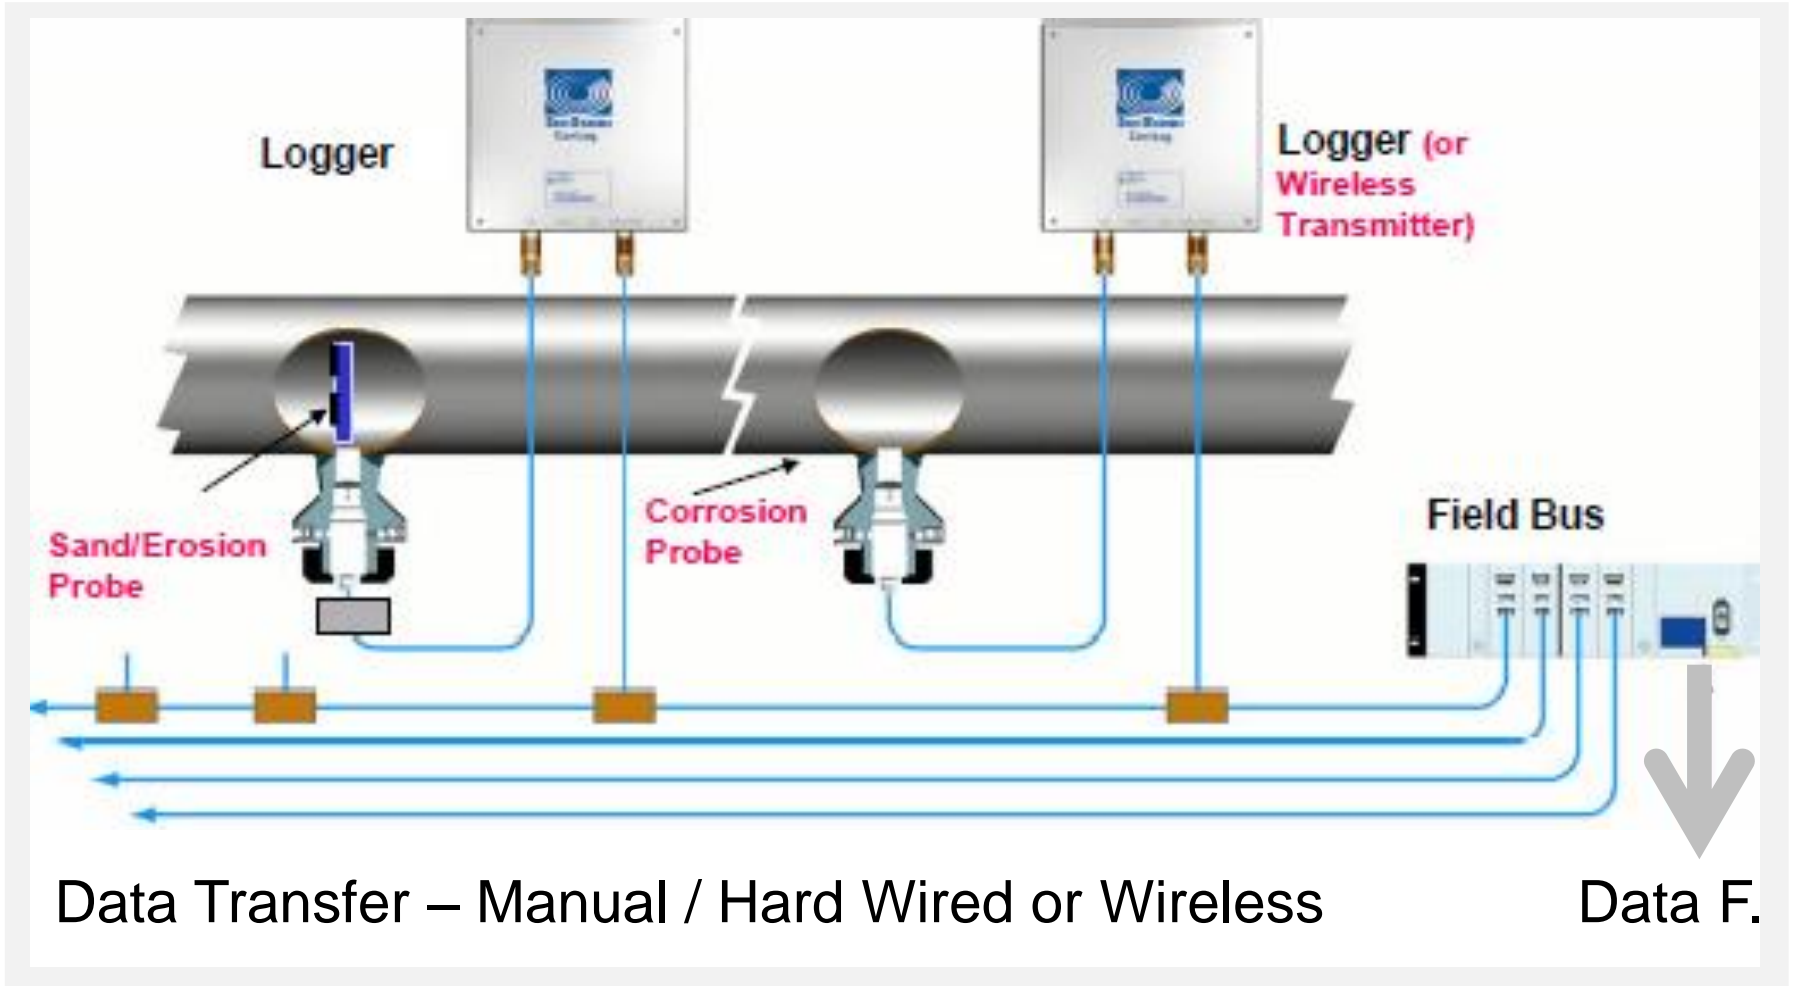 Logger
Logger (or
Wireless
Transmitter)
Sand/Erosion
Probe
Corrosion
Probe
Field Bus
Data Transfer – Manual / Hard Wired or Wireless
Data F.